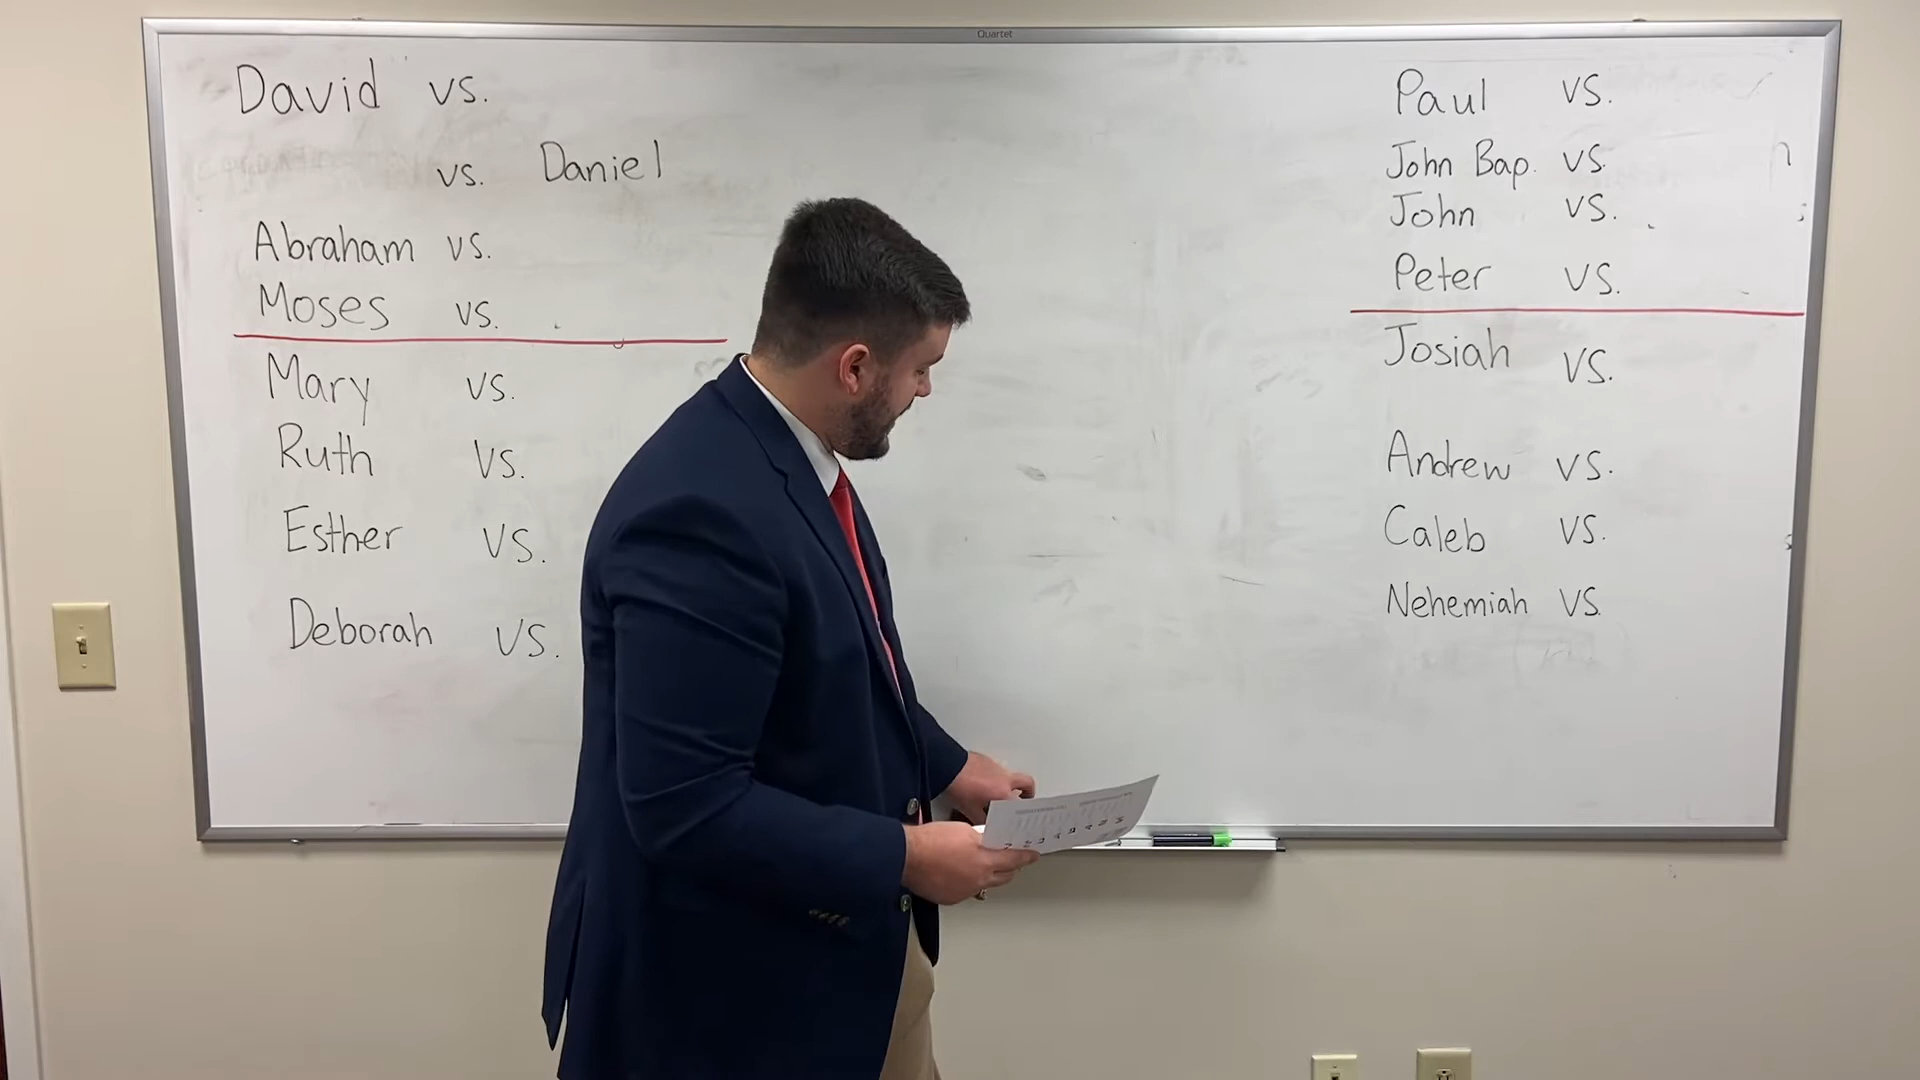 Quartet
David vs.
vs. Daniel
Abraham vs.
Moses vs.
Mary vs.
Ruth vs.
Esther vs.
Deborah vs.
Paul vs.
John Bap. vs.
John vs.
Peter vs.
Josiah vs.
Andrew vs.
Caleb vs.
Nehemiah vs.